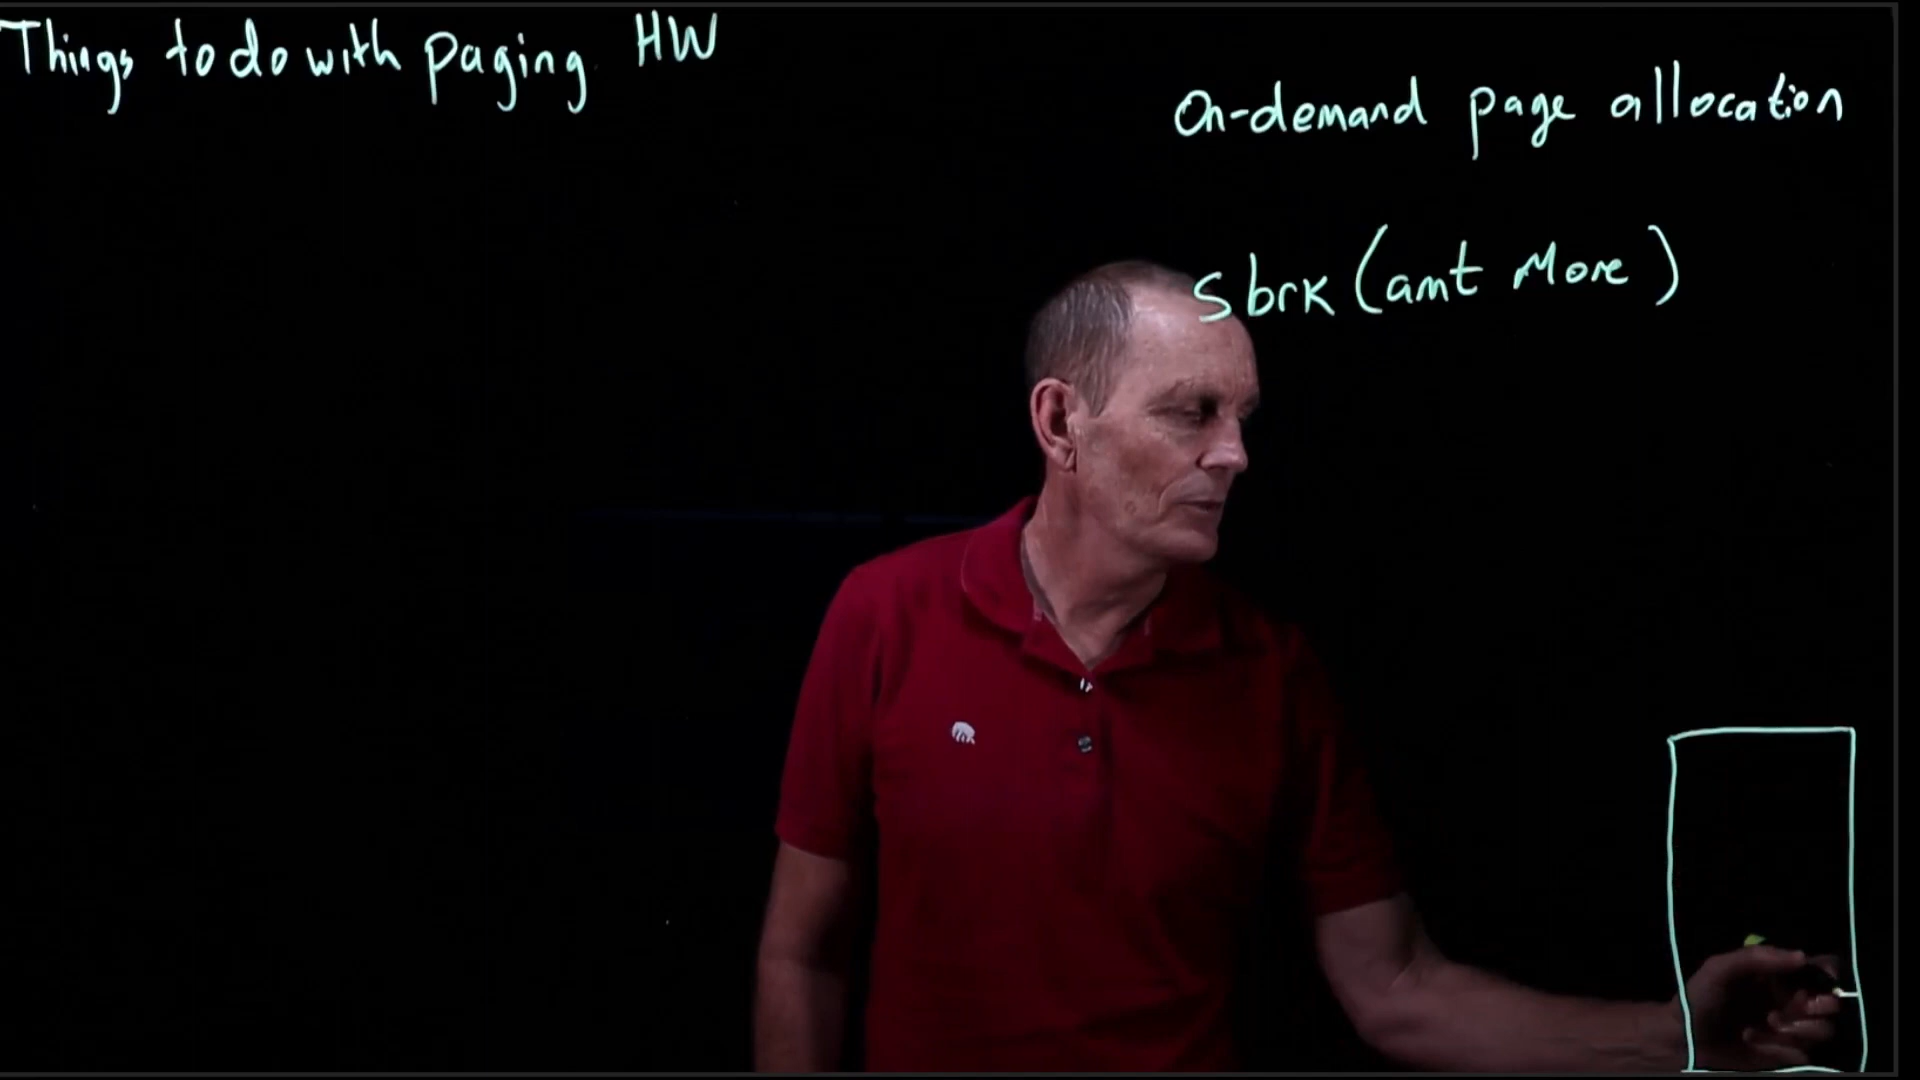 Things to do with paging HW
On-demand page allocation
sbrk (amt More)